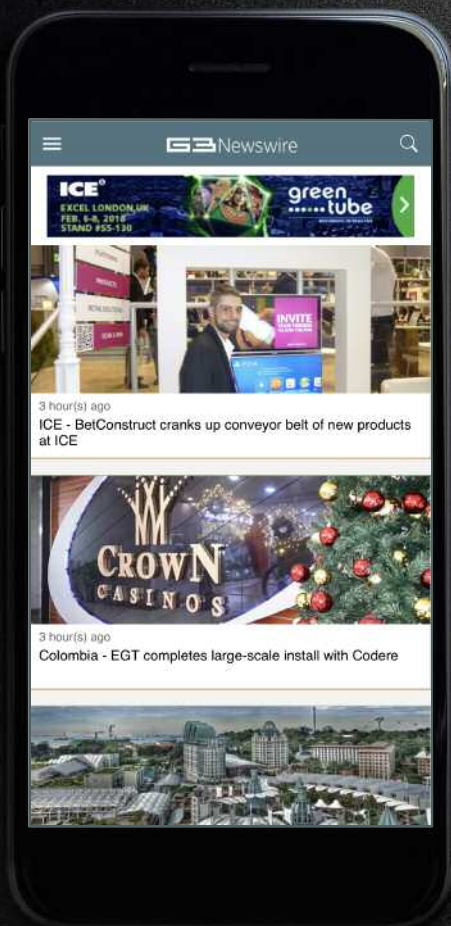 G3Newswire
ICE
EXCEL LONDON,UK
FEB. 6-8, 2018
STAND #S5-130
green
tube
PRODUCTS
INVITE
PS4
3 hour(s) ago
ICE - BetConstruct cranks up conveyor belt of new products
at ICE
CROWN
CASINOS
3 hour(s) ago
Colombia - EGT completes large-scale install with Codere